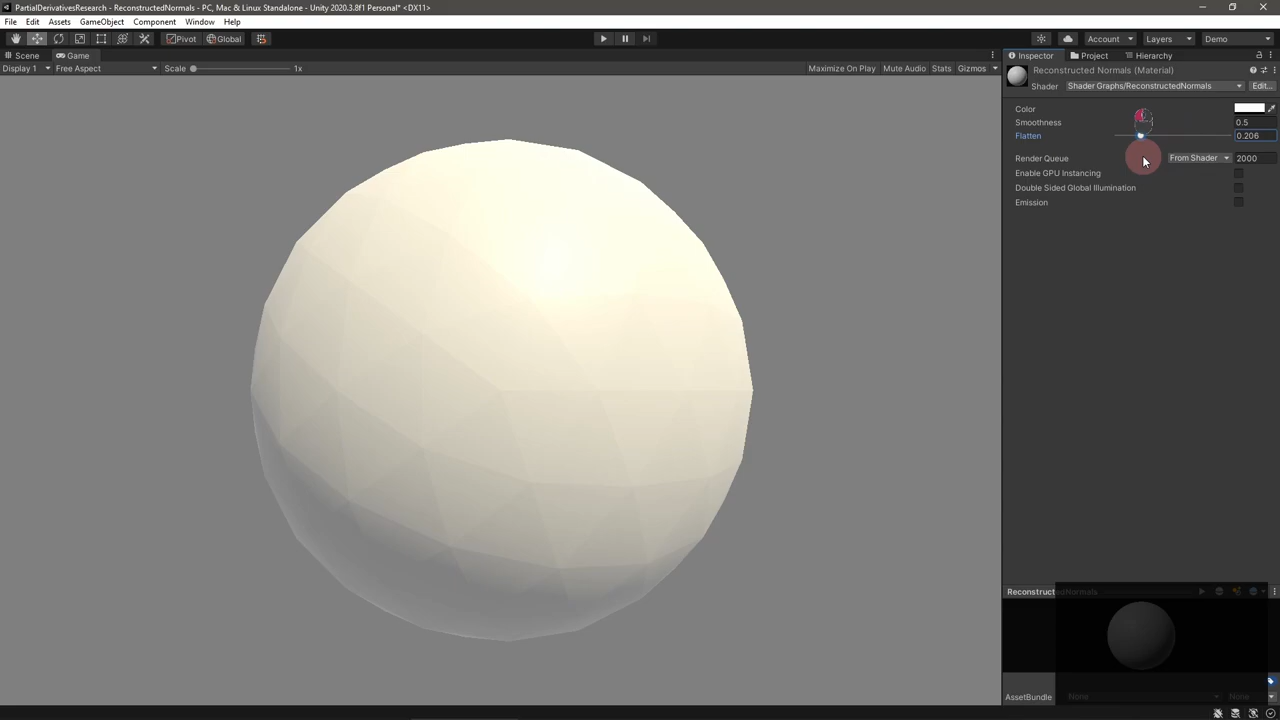 PartialDerivativesResearch - ReconstructedNormals - PC, Mac & Linux Standalone - Unity 2020.3.8f1 Personal* <DX11>
File Edit Assets GameObject Component Window Help
Pivot Global Account Layers Demo
Scene Game Inspector Project Hierarchy
Display 1 Free Aspect Scale 1x Maximize On Play Mute Audio Stats Gizmos
Reconstructed Normals (Material)
Shader Shader Graphs/ReconstructedNormals Edit...
Color
Smoothness 0.5
Flatten 0.206
Render Queue From Shader 2000
Enable GPU Instancing
Double Sided Global Illumination
Emission
ReconstructedNormals
AssetBundle None None